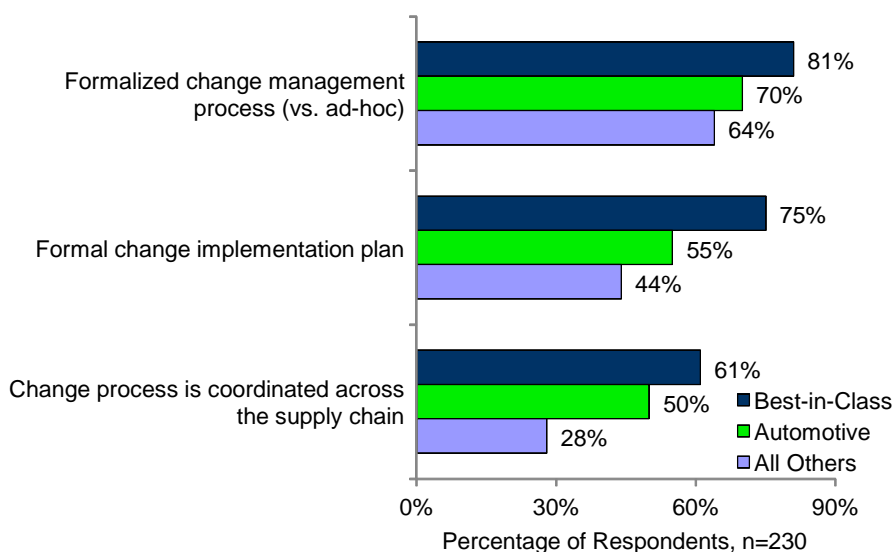 Formalized change management
process (vs. ad-hoc)
81%
70%
64%
Formal change implementation plan
75%
55%
44%
Change process is coordinated across
the supply chain
61%
50%
28%
Best-in-Class
Automotive
All Others
0% 30% 60% 90%
Percentage of Respondents, n=230